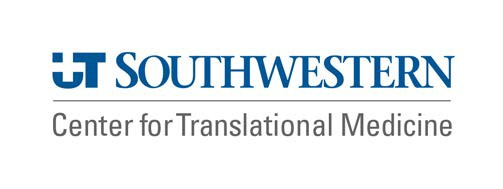 UT SOUTHWESTERN
Center for Translational Medicine